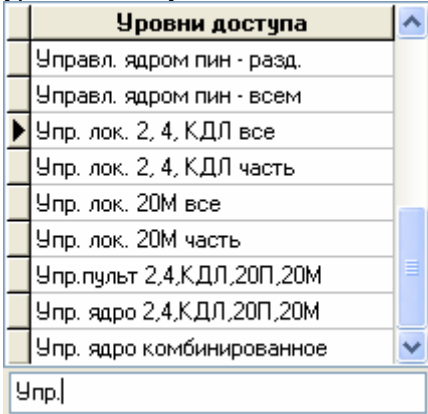 Уровни доступа
Управл. ядром пин - разд.
Управл. ядром пин - всем
Упр. лок. 2, 4, КДЛ все
Упр. лок. 2, 4, КДЛ часть
Упр. лок. 20М все
Упр. лок. 20М часть
Упр.пульт 2,4,КДЛ,20П,20М
Упр. ядро 2,4,КДЛ,20П,20М
Упр. ядро комбинированное
Упр.